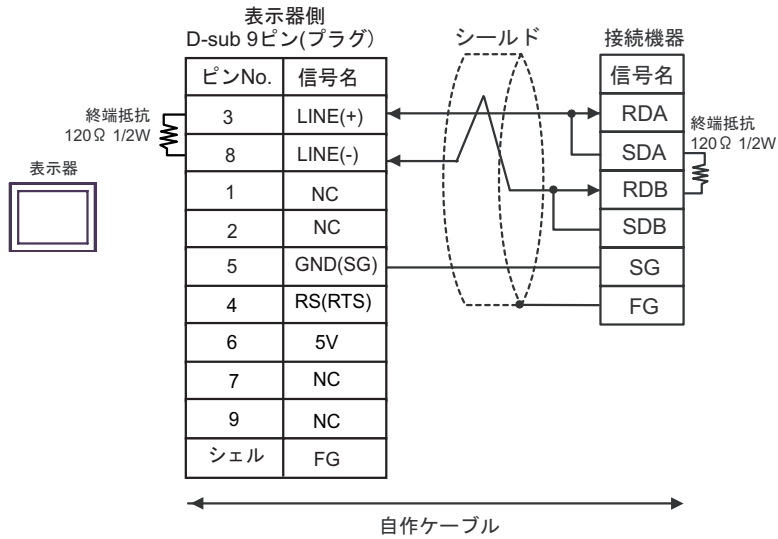 表示器側
D-sub 9ピン(プラグ)
シールド
接続機器
ピンNo. 信号名
信号名
終端抵抗
120Ω 1/2W
3 LINE(+)
RDA
終端抵抗
120Ω 1/2W
8 LINE(-)
SDA
表示器
1 NC
RDB
2 NC
SDB
5 GND(SG)
SG
4 RS(RTS)
FG
6 5V
7 NC
9 NC
シェル FG
自作ケーブル